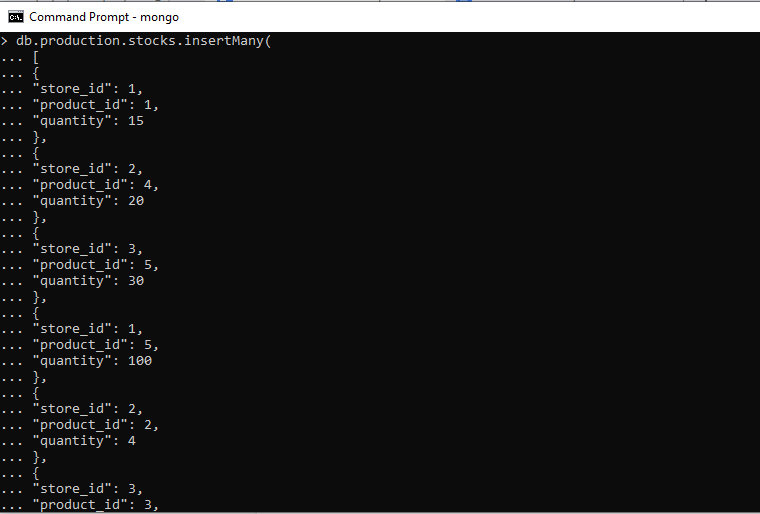 Command Prompt - mongo
> db.production.stocks.insertMany(
... [
... {
... "store_id": 1,
... "product_id": 1,
... "quantity": 15
... },
... {
... "store_id": 2,
... "product_id": 4,
... "quantity": 20
... },
... {
... "store_id": 3,
... "product_id": 5,
... "quantity": 30
... },
... {
... "store_id": 1,
... "product_id": 5,
... "quantity": 100
... },
... {
... "store_id": 2,
... "product_id": 2,
... "quantity": 4
... },
... {
... "store_id": 3,
... "product_id": 3,